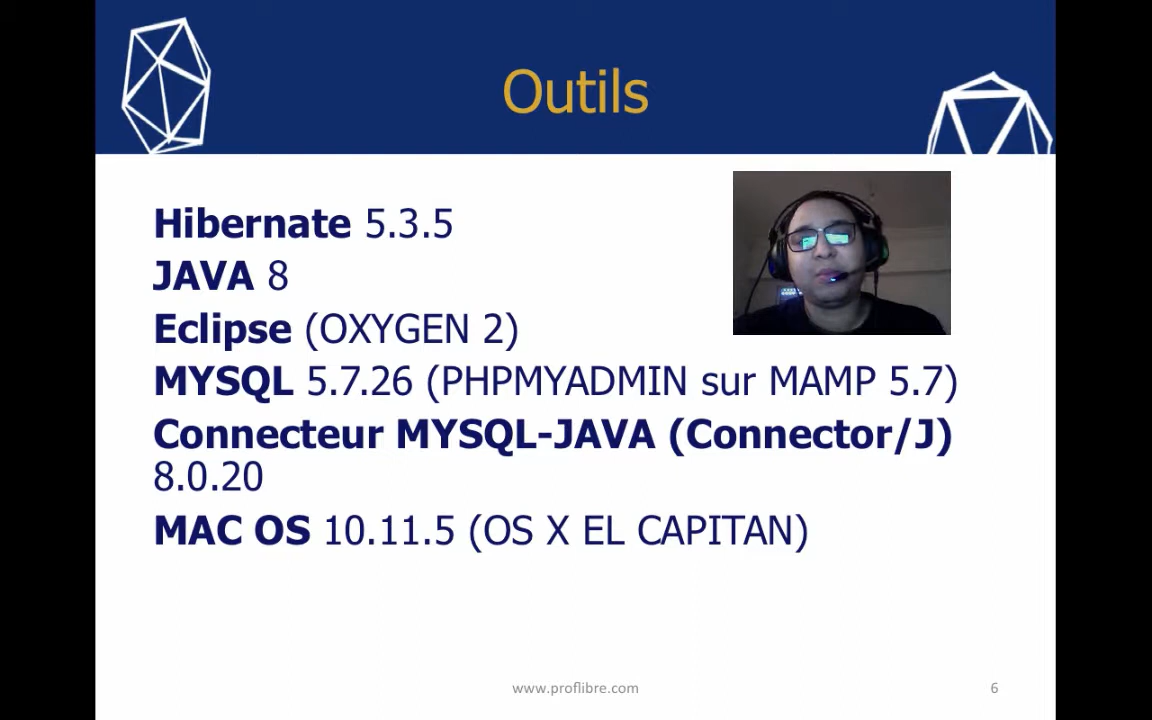 Outils
Hibernate 5.3.5
JAVA 8
Eclipse (OXYGEN 2)
MYSQL 5.7.26 (PHPMYADMIN sur MAMP 5.7)
Connecteur MYSQL-JAVA (Connector/J)
8.0.20
MAC OS 10.11.5 (OS X EL CAPITAN)
www.proflibre.com
6